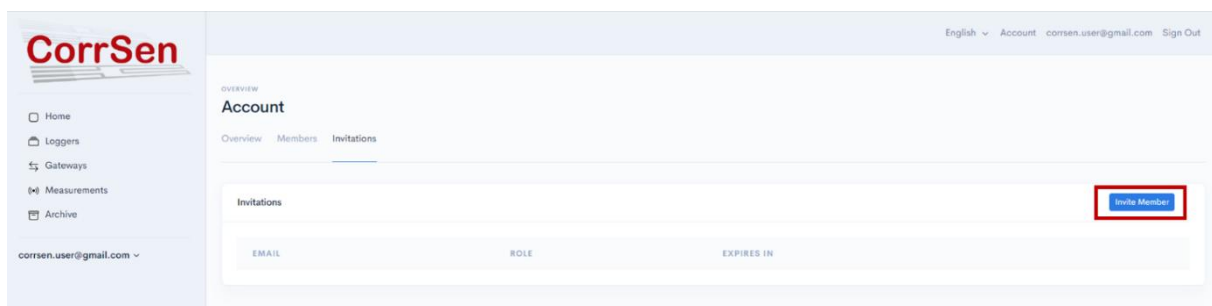 CorrSen
English Account corrsen.user@gmail.com Sign Out
Home
Loggers
Gateways
Measurements
Archive
corrsen.user@gmail.com
OVERVIEW
Account
Overview Members Invitations
Invitations
Invite Member
EMAIL ROLE EXPIRES IN